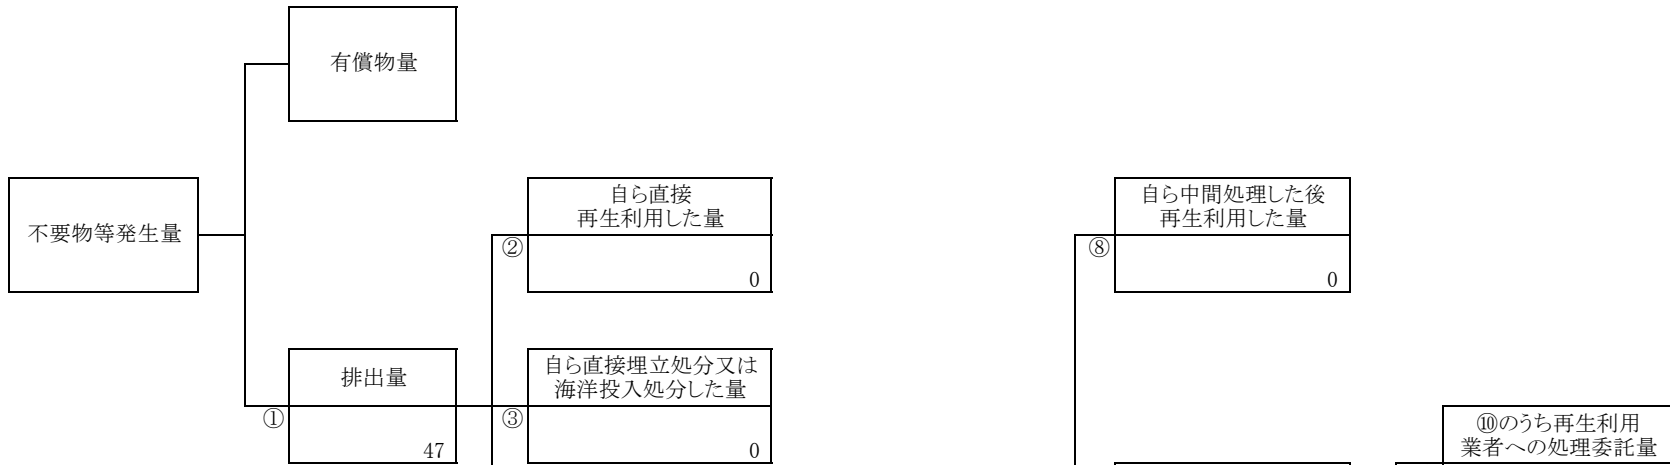 有償物量
不要物等発生量
自ら直接
再生利用した量
②
0
自ら中間処理した後
再生利用した量
⑧
0
排出量
①
47
自ら直接埋立処分又は
海洋投入処分した量
③
0
⑩のうち再生利用
業者への処理委託量